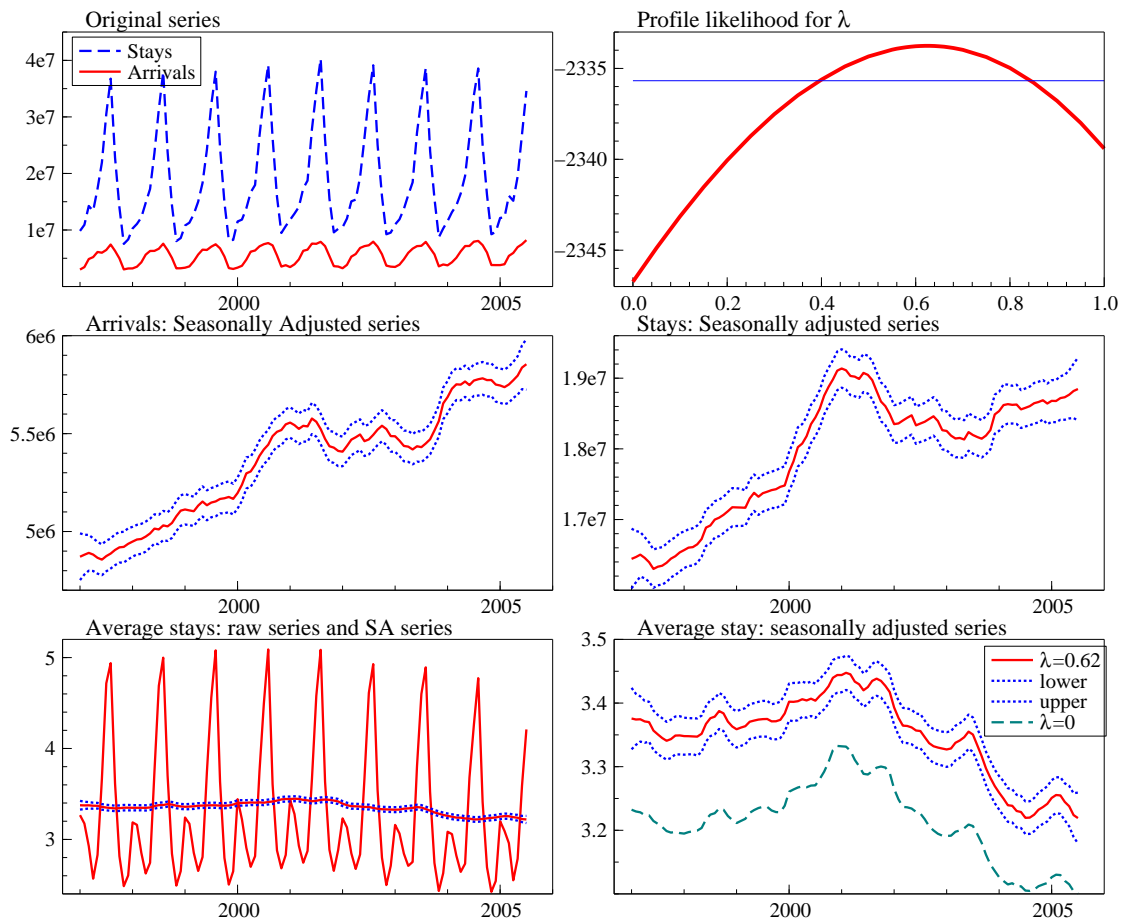 Original series
Stays
Arrivals
4e7
3e7
2e7
1e7
2000 2005
Profile likelihood for λ
−2335
−2340
−2345
0.0 0.2 0.4 0.6 0.8 1.0
Arrivals: Seasonally Adjusted series
6e6
5.5e6
5e6
2000 2005
Stays: Seasonally adjusted series
1.9e7
1.8e7
1.7e7
2000 2005
Average stays: raw series and SA series
5
4
3
2000 2005
Average stay: seasonally adjusted series
3.5
3.4
3.3
3.2
λ=0.62
lower
upper
λ=0
2000 2005